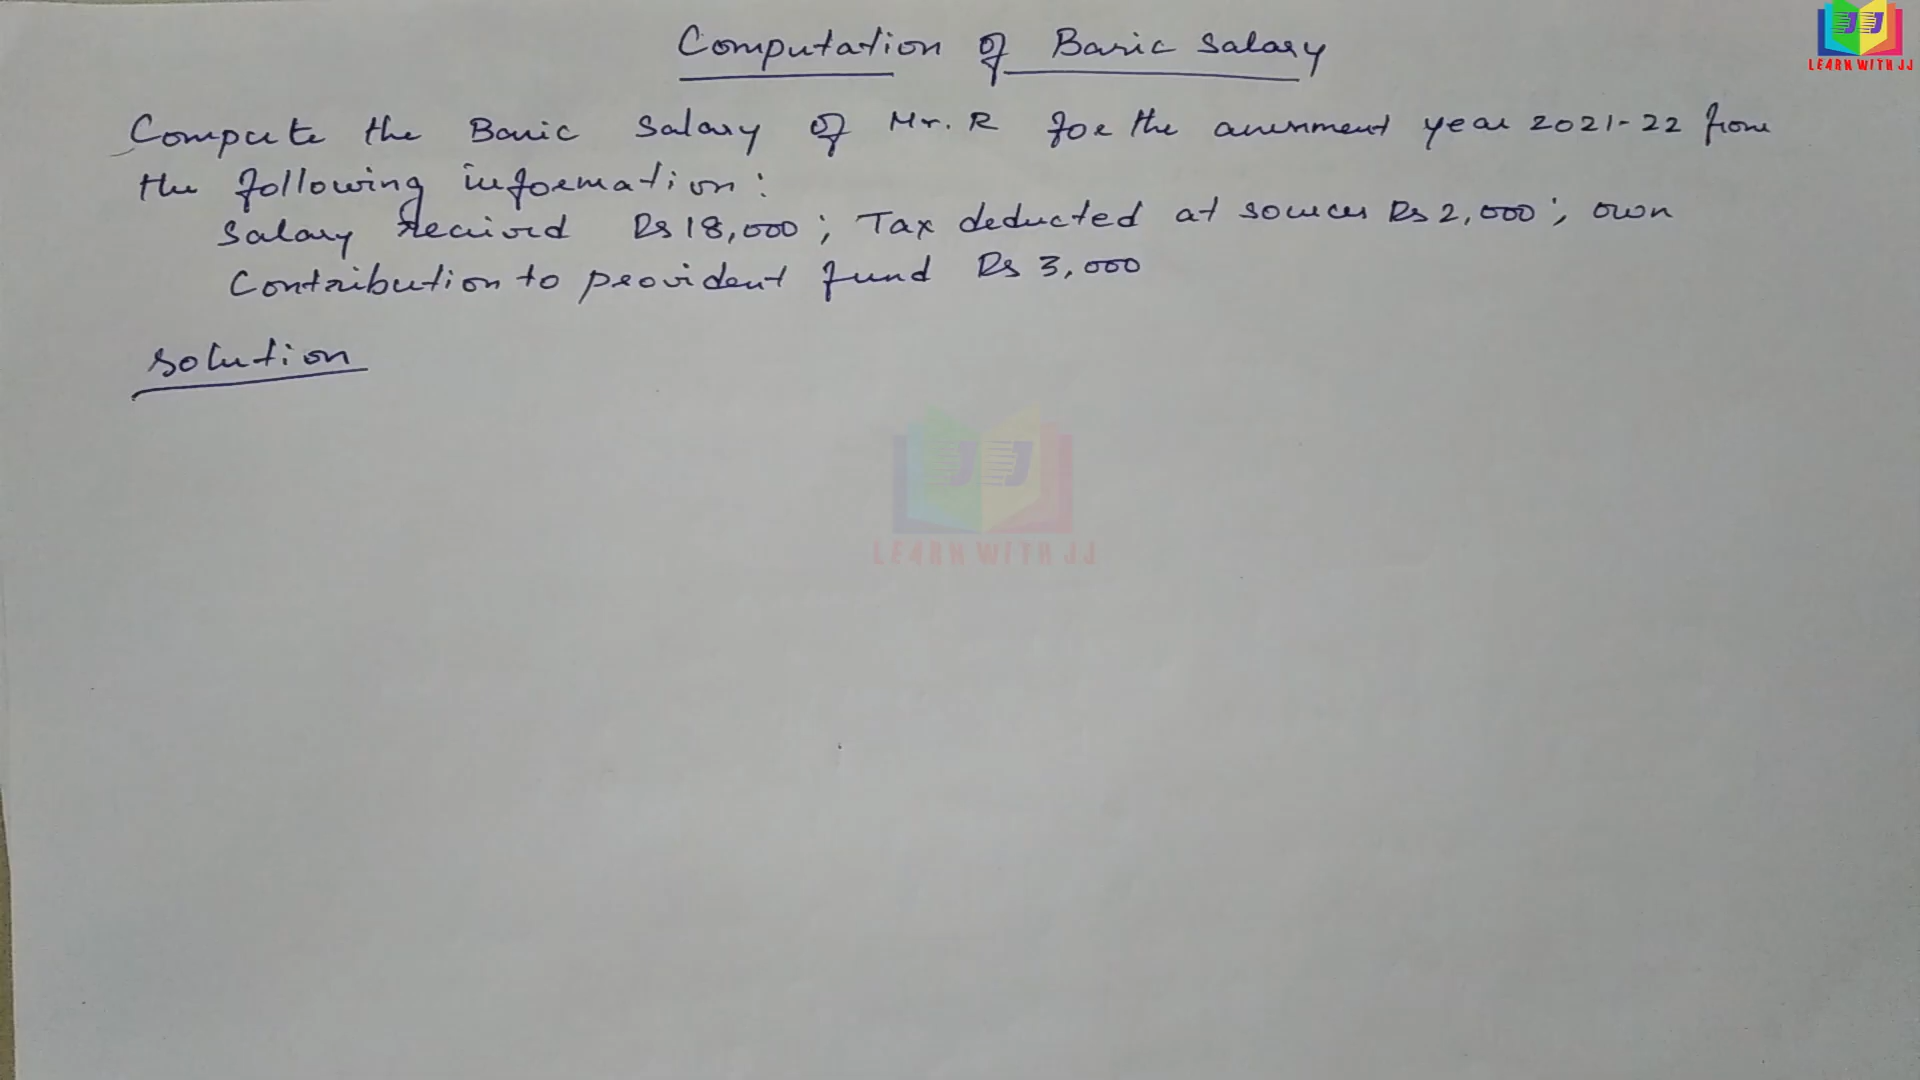 Computation of Basic Salary
LEARN WITH JJ
Compute the Basic Salary of Mr. R for the assessment year 2021-22 from
the following information:
Salary received Rs 18,000; Tax deducted at sources Rs 2,000; own
Contribution to provident fund Rs 3,000
Solution
LEARN WITH JJ